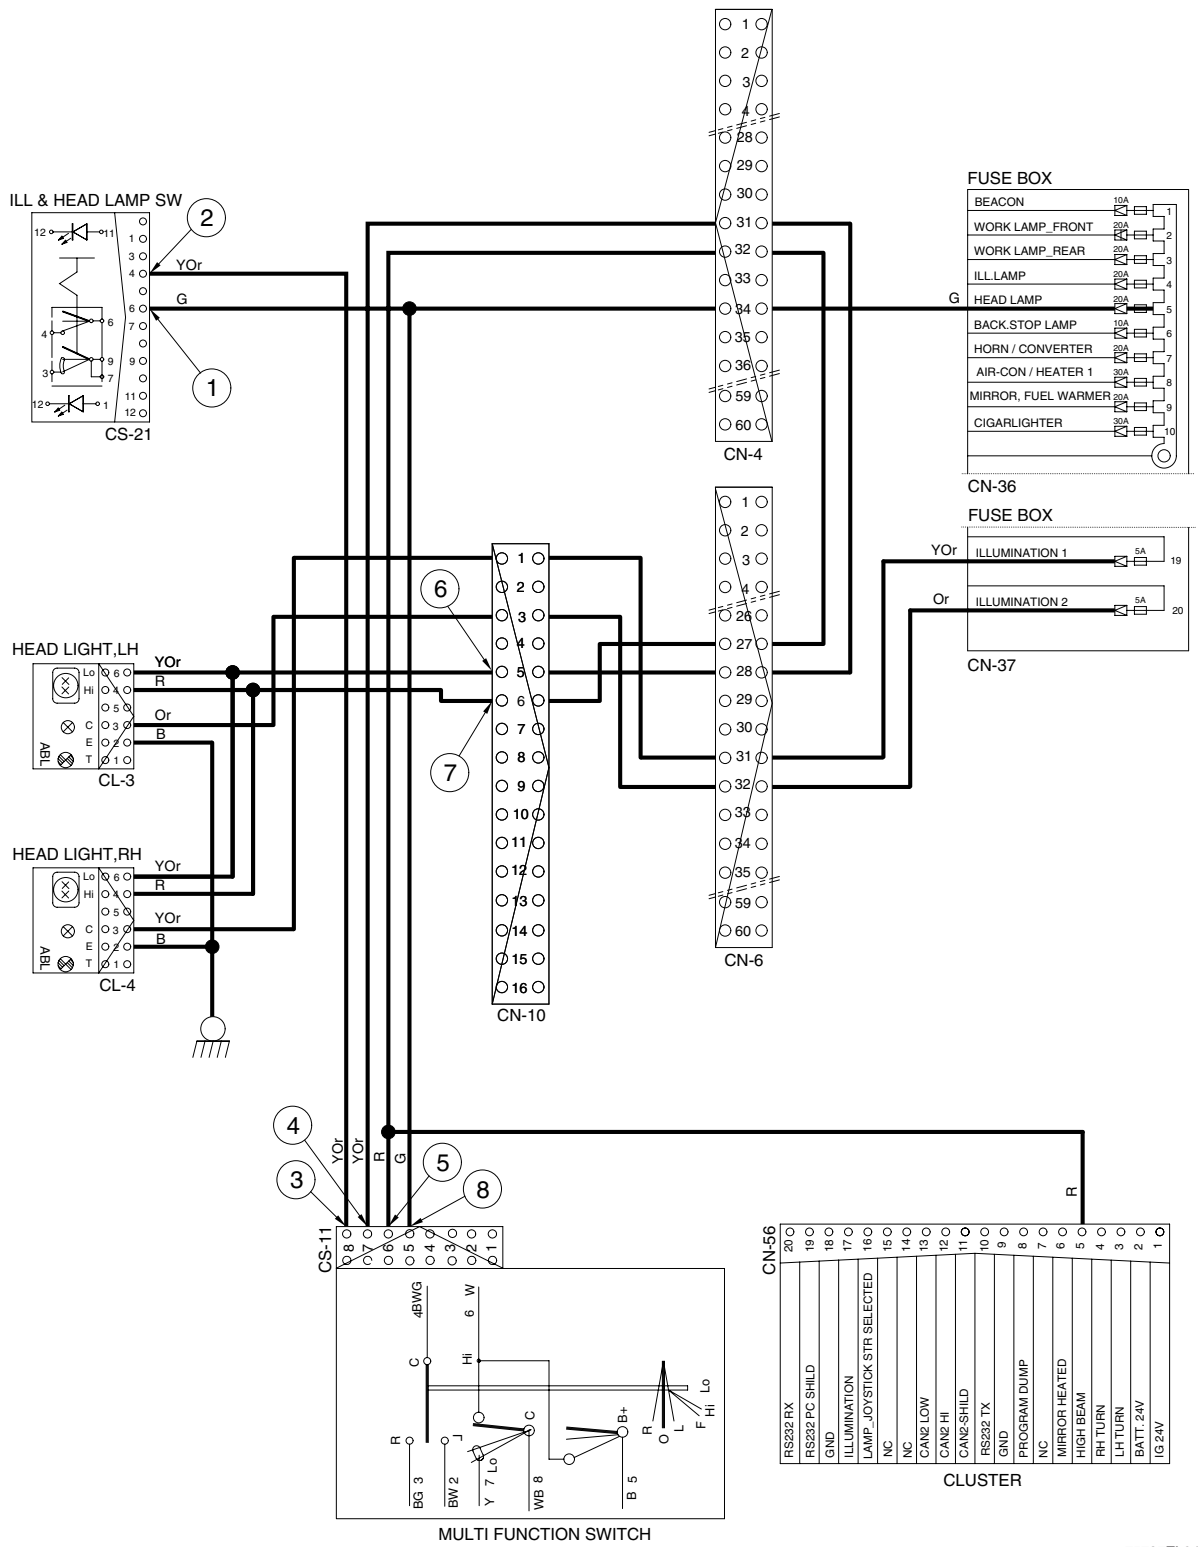 ILL & HEAD LAMP SW
12 11
1
3
4
6
7
9
11
12
4 6
3 9
7
12 1
CS-21
2
YOr
G
1
1
2
3
4
28
29
30
31
32
33
34
35
36
59
60
CN-4
FUSE BOX
BEACON 10A 1
WORK LAMP_FRONT 20A 2
WORK LAMP_REAR 20A 3
ILL.LAMP 20A 4
G HEAD LAMP 20A 5
BACK.STOP LAMP 10A 6
HORN / CONVERTER 20A 7
AIR-CON / HEATER 1 30A 8
MIRROR, FUEL WARMER 20A 9
CIGARLIGHTER 30A 10
CN-36
FUSE BOX
YOr ILLUMINATION 1 5A 19
Or ILLUMINATION 2 5A 20
CN-37
1
2
3
4
26
27
28
29
30
31
32
33
34
35
59
60
CN-6
6
7
1
2
3
4
5
6
7
8
9
10
11
12
13
14
15
16
CN-10
HEAD LIGHT,LH
Lo 6 YOr
Hi 4 R
5
C 3 Or
E 2 B
ABL T 1
CL-3
HEAD LIGHT,RH
Lo 6 YOr
Hi 4 R
5
C 3 YOr
E 2 B
ABL T 1
CL-4
4
3
5
8
YOr
YOr
R
G
R
CS-11
8 7 6 5 4 3 2 1
4BWG
6 W
C
Hi
R
L
Lo
C
B+
R
O
L
F
Hi
Lo
BG 3
BW 2
Y 7
WB 8
B 5
MULTI FUNCTION SWITCH
CN-56
20 19 18 17 16 15 14 13 12 11 10 9 8 7 6 5 4 3 2 1
RS232 RX
RS232 PC SHILD
GND
ILLUMINATION
LAMP_JOYSTICK STR SELECTED
NC
NC
CAN2 LOW
CAN2 HI
CAN2-SHILD
RS232 TX
GND
PROGRAM DUMP
NC
MIRROR HEATED
HIGH BEAM
RH TURN
LH TURN
BATT. 24V
IG 24V
CLUSTER